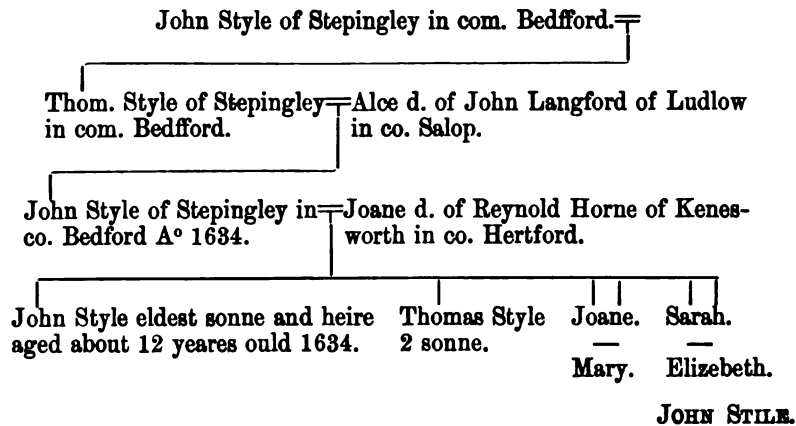 John Style of Stepingley in com. Bedfford.
Thom. Style of Stepingley
in com. Bedfford.
Alce d. of John Langford of Ludlow
in co. Salop.
John Style of Stepingley in
co. Bedford Aº 1634.
Joane d. of Reynold Horne of Kenes-
worth in co. Hertford.
John Style eldest sonne and heire
aged about 12 yeares ould 1634.
Thomas Style
2 sonne.
Joane.
—
Mary.
Sarah.
—
Elizebeth.
JOHN STILE.